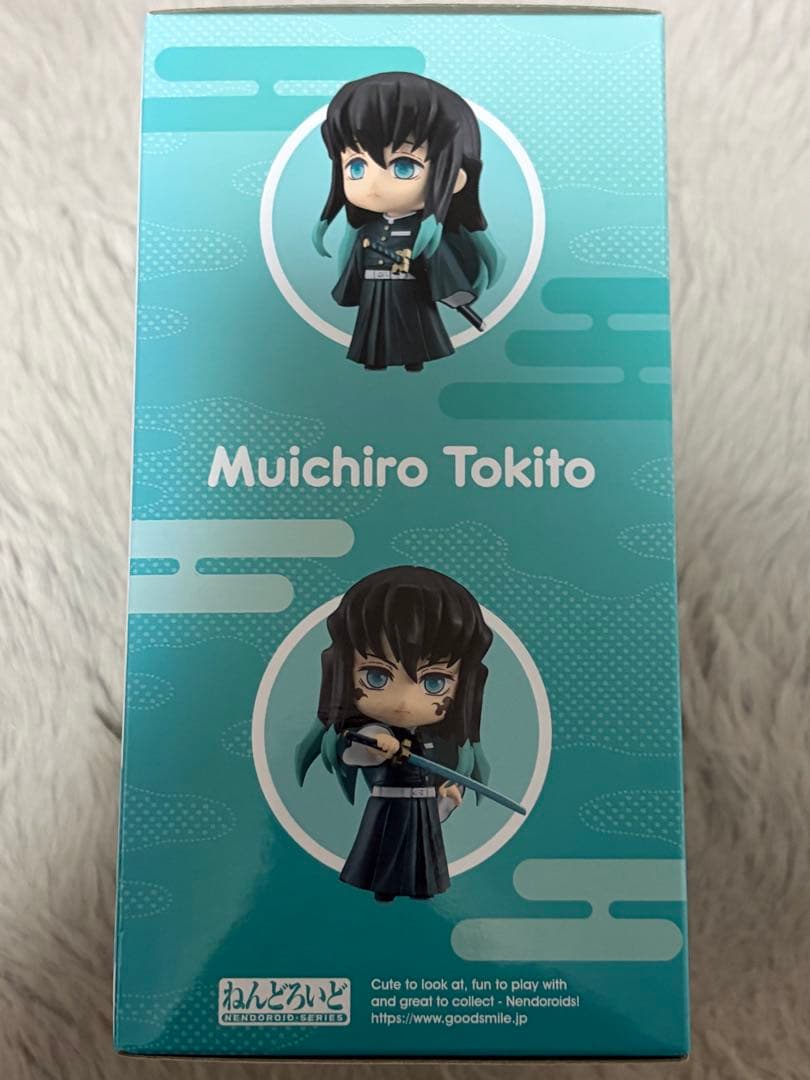 Muichiro Tokito
ねんどろいど
NENDOROID·SERIES
Cute to look at, fun to play with
and great to collect - Nendoroids!
https://www.goodsmile.jp